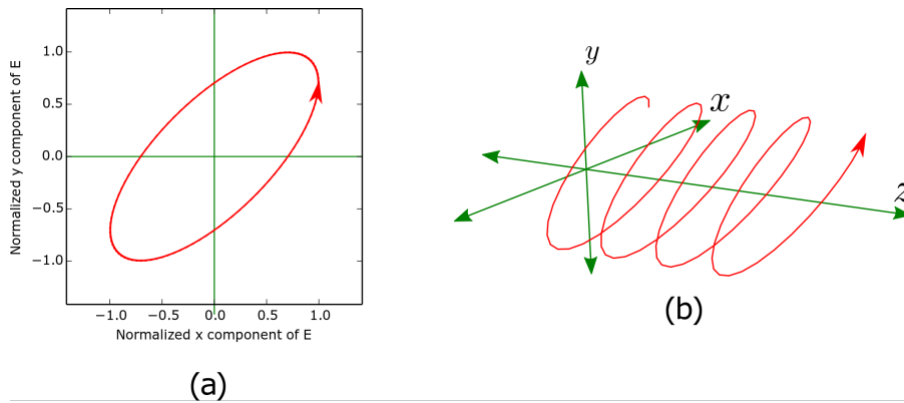 Normalized y component of E
1.0
0.5
0.0
−0.5
−1.0
−1.0 −0.5 0.0 0.5 1.0
Normalized x component of E
(a)
y
x
z
(b)